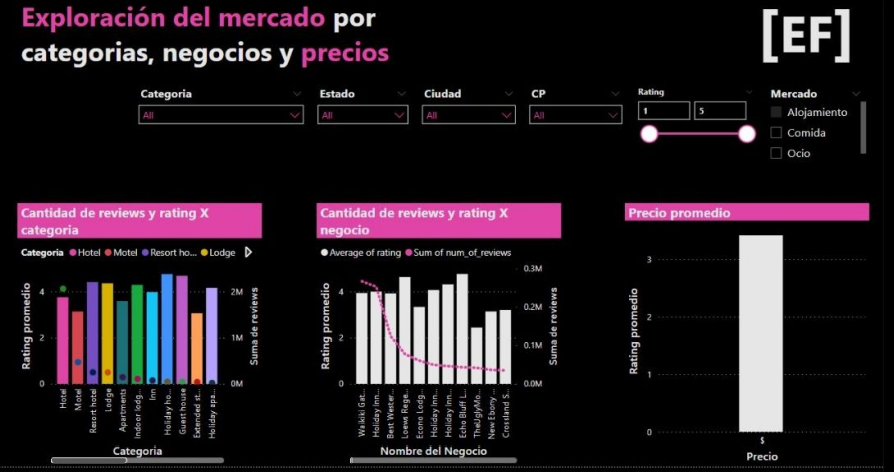 Exploración del mercado por
categorias, negocios y precios
[EF]
Categoria
All
Estado
All
Ciudad
All
CP
All
Rating
1 5
Mercado
Alojamiento
Comida
Ocio
Cantidad de reviews y rating X
categoria
Categoria Hotel Motel Resort ho... Lodge
Rating promedio
4
2
0
2M
1M
0M
Suma de reviews
Hotel
Motel
Resort hotel
Lodge
Apartments
Indoor lodg...
Inn
Holiday ho...
Guest house
Extended st...
Holiday apa...
Categoria
Cantidad de reviews y rating X
negocio
Average of rating Sum of num_of_reviews
Rating promedio
4
2
0
0.3M
0.2M
0.1M
0.0M
Suma de reviews
Waikiki Gat...
Holiday Inn...
Best Wester...
Loews Rege...
Econo Lodg...
Holiday Inn...
Holiday Inn...
Echo Bluff L...
TheUglyMo...
New Ebony ...
Crossland S...
Nombre del Negocio
Precio promedio
Rating promedio
3
2
1
0
$
Precio